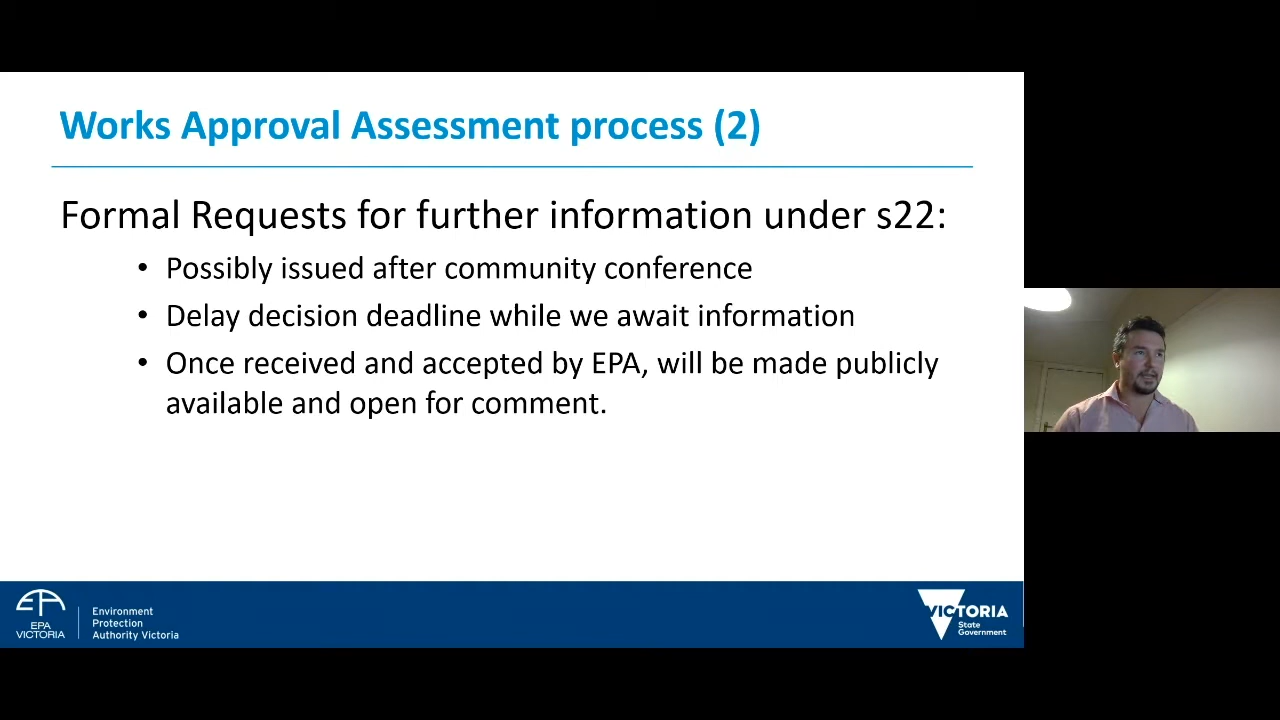 Works Approval Assessment process (2)
Formal Requests for further information under s22:
• Possibly issued after community conference
• Delay decision deadline while we await information
• Once received and accepted by EPA, will be made publicly
available and open for comment.
EPA
VICTORIA
Environment
Protection
Authority Victoria
VICTORIA
State
Government